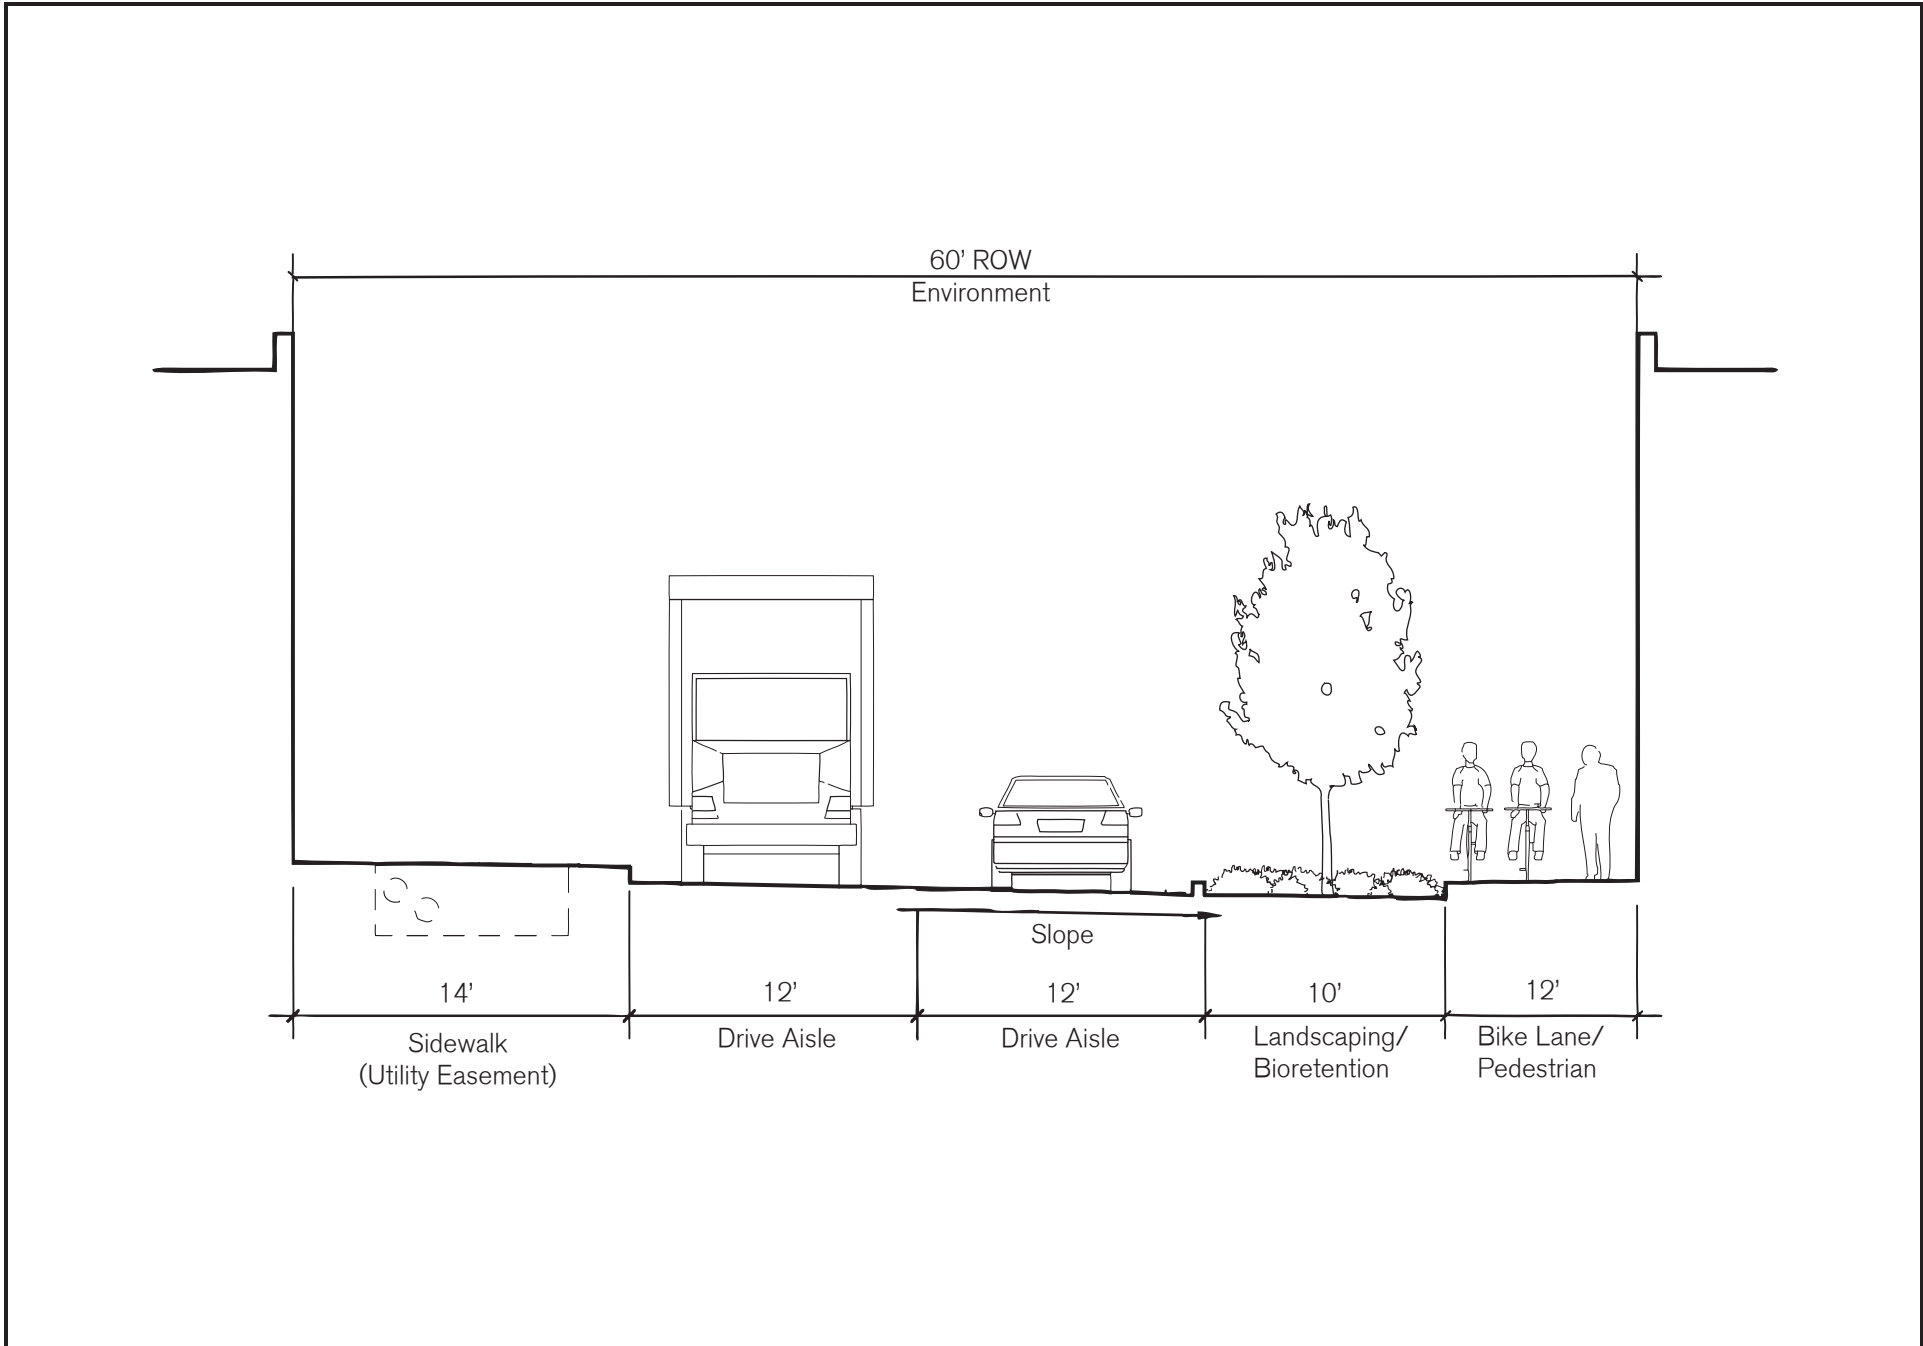 60' ROW
Environment
Slope
14'
12'
12'
10'
12'
Sidewalk
(Utility Easement)
Drive Aisle
Drive Aisle
Landscaping/
Bioretention
Bike Lane/
Pedestrian